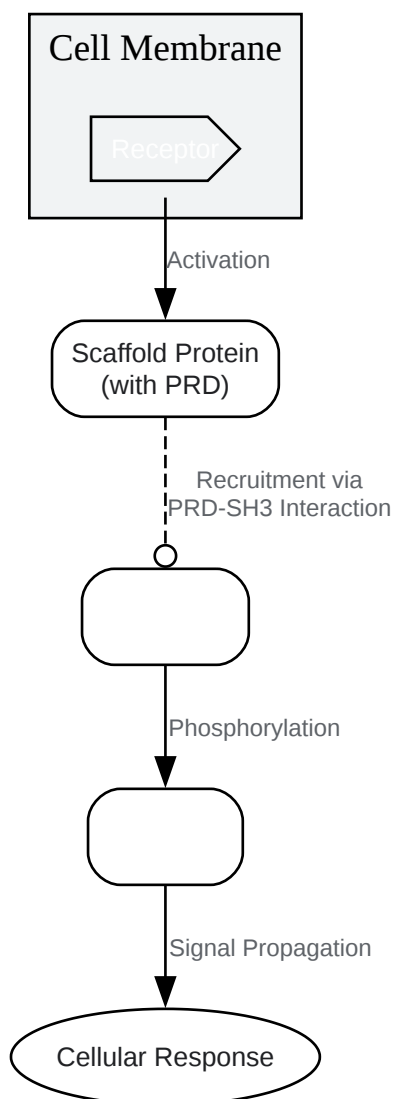 Cell Membrane
Receptor
Activation
Scaffold Protein
(with PRD)
Recruitment via
PRD-SH3 Interaction
Phosphorylation
Signal Propagation
Cellular Response